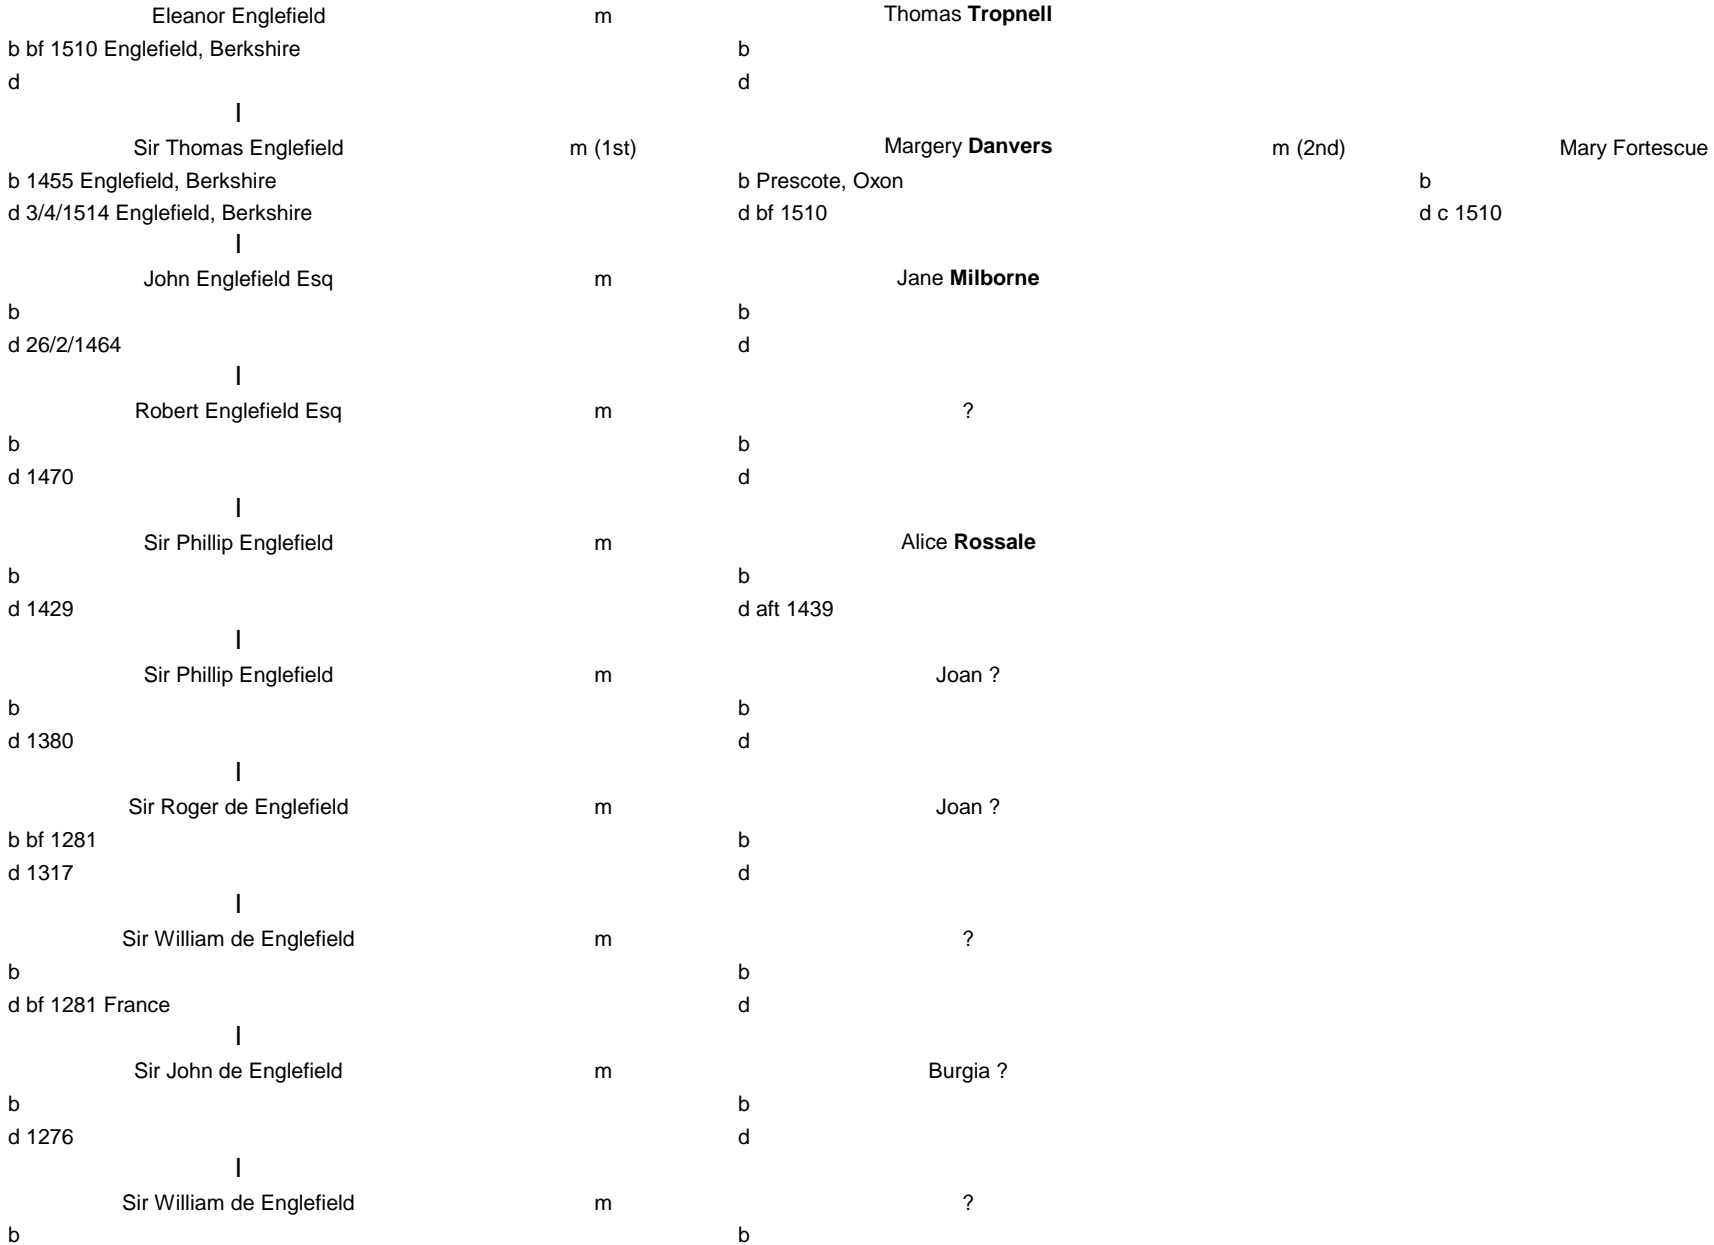 Eleanor Englefield m Thomas Tropnell
b bf 1510 Englefield, Berkshire b
d d
|
Sir Thomas Englefield m (1st) Margery Danvers m (2nd) Mary Fortescue
b 1455 Englefield, Berkshire b Prescote, Oxon b
d 3/4/1514 Englefield, Berkshire d bf 1510 d c 1510
|
John Englefield Esq m Jane Milborne
b b
d 26/2/1464 d
|
Robert Englefield Esq m ?
b b
d 1470 d
|
Sir Phillip Englefield m Alice Rossale
b b
d 1429 d aft 1439
|
Sir Phillip Englefield m Joan ?
b b
d 1380 d
|
Sir Roger de Englefield m Joan ?
b bf 1281 b
d 1317 d
|
Sir William de Englefield m ?
b b
d bf 1281 France d
|
Sir John de Englefield m Burgia ?
b b
d 1276 d
|
Sir William de Englefield m ?
b b